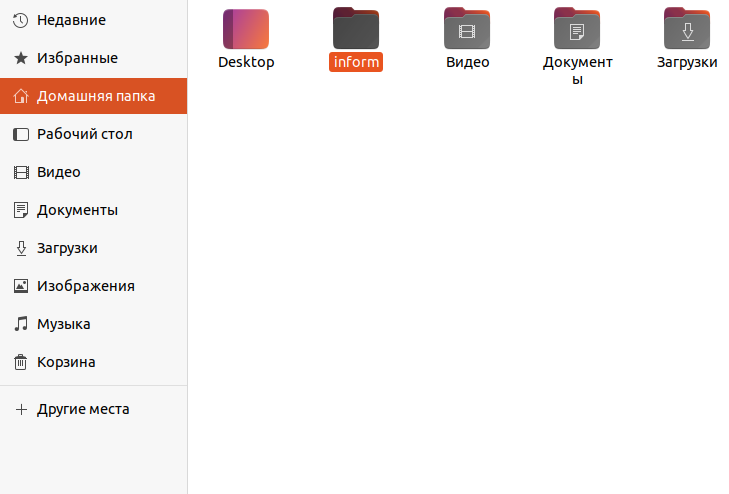 Недавние
Избранные
Домашняя папка
Рабочий стол
Видео
Документы
Загрузки
Изображения
Музыка
Корзина
Другие места
Desktop
inform
Видео
Документ
ы
Загрузки